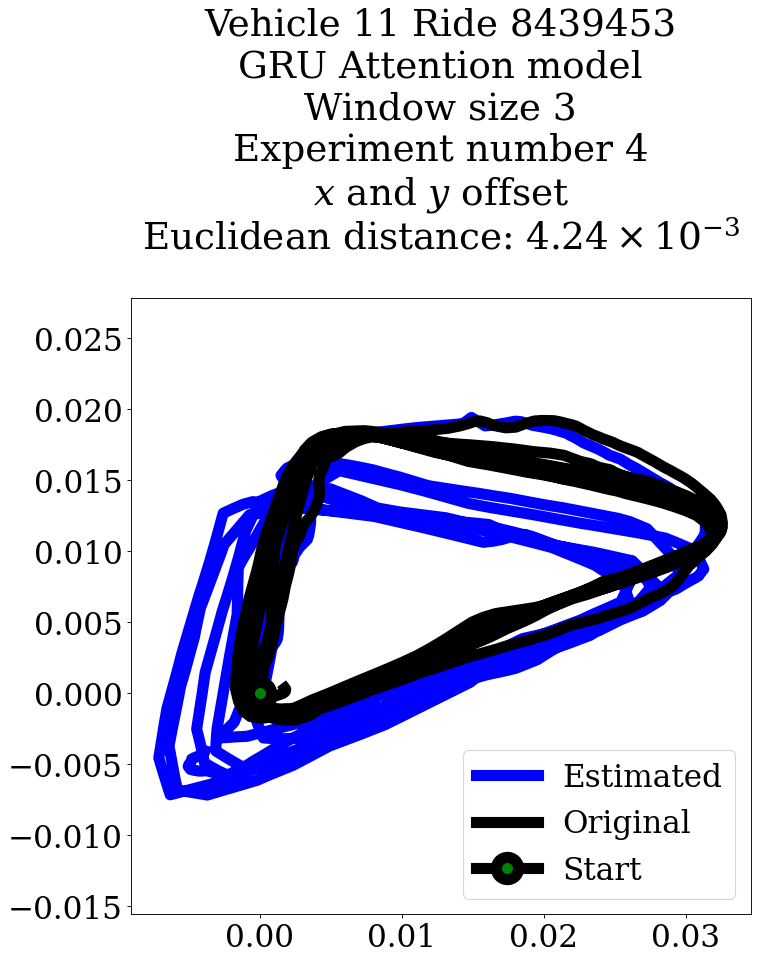 Vehicle 11 Ride 8439453
GRU Attention model
Window size 3
Experiment number 4
x and y offset
Euclidean distance: 4.24 × 10⁻³
0.025
0.020
0.015
0.010
0.005
0.000
−0.005
−0.010
−0.015
Estimated
Original
Start
0.00 0.01 0.02 0.03